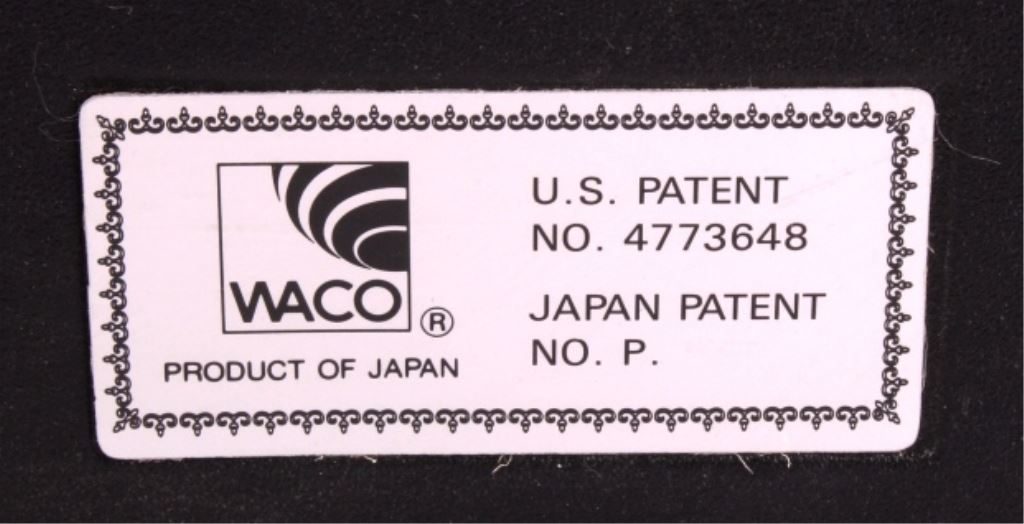 WACO
®
PRODUCT OF JAPAN
U.S. PATENT
NO. 4773648
JAPAN PATENT
NO. P.